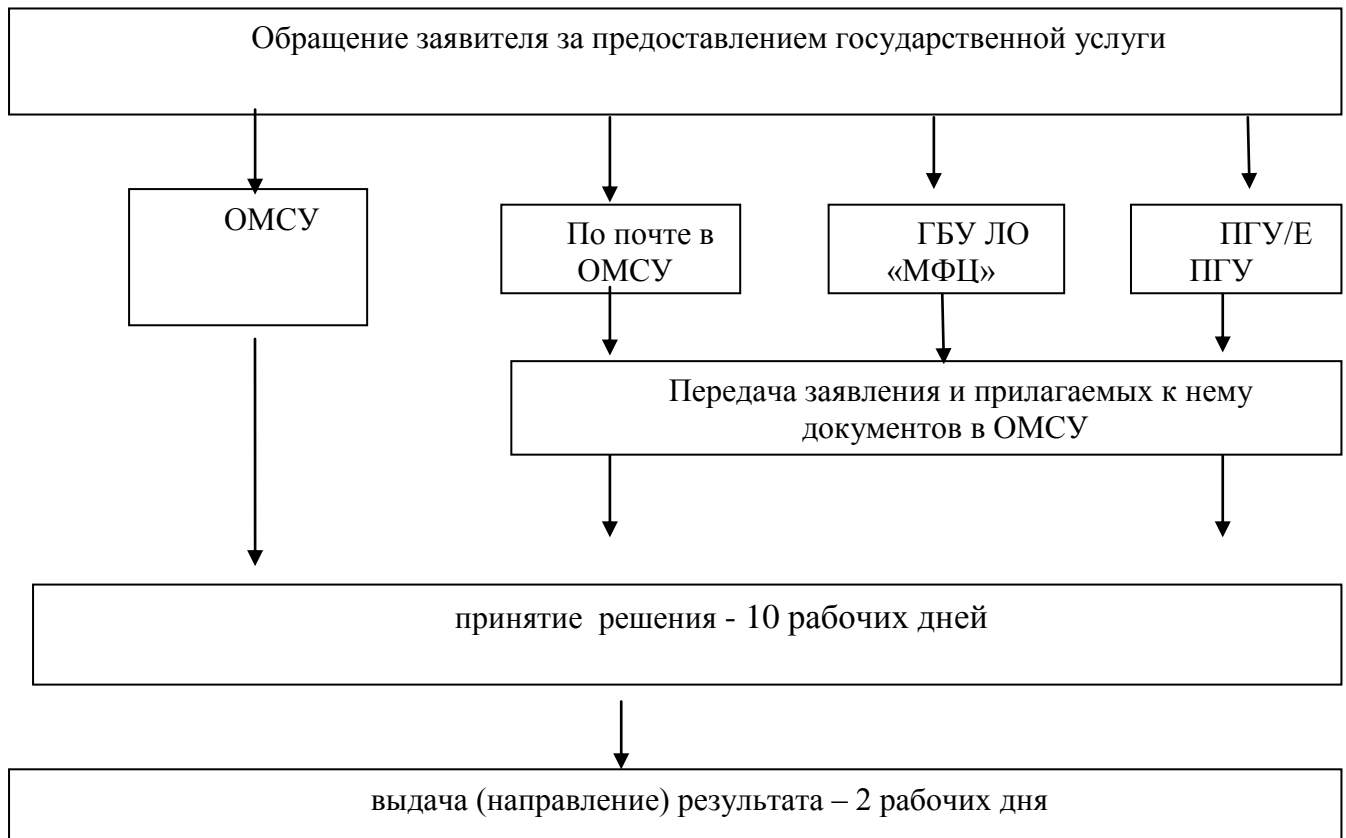 Обращение заявителя за предоставлением государственной услуги
ОМСУ
По почте в
ОМСУ
ГБУ ЛО
«МФЦ»
ПГУ/Е
ПГУ
Передача заявления и прилагаемых к нему
документов в ОМСУ
принятие решения - 10 рабочих дней
выдача (направление) результата – 2 рабочих дня